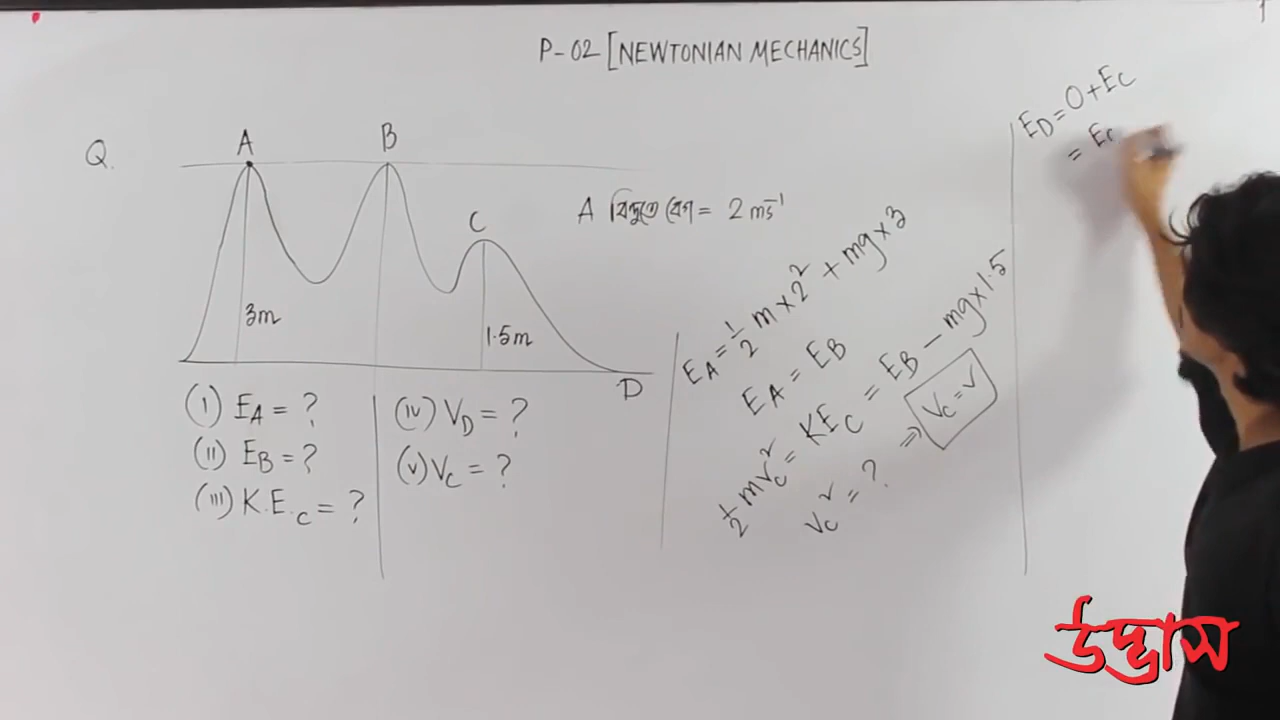 P-02 [NEWTONIAN MECHANICS]
Q.
A
B
C
3m
1.5m
D
A বিন্দুতে বেগ = 2 ms⁻¹
(i) E_A = ?
(ii) E_B = ?
(iii) K.E._C = ?
(iv) V_D = ?
(v) V_C = ?
E_A = 1/2 m × 2² + mg × 3
E_A = E_B
1/2 mv_C² = KE_C = E_B − mg × 1.5
v_C² = ? ⇒ V_C = √
E_D = 0 + E_C
= E
উদ্ভাস